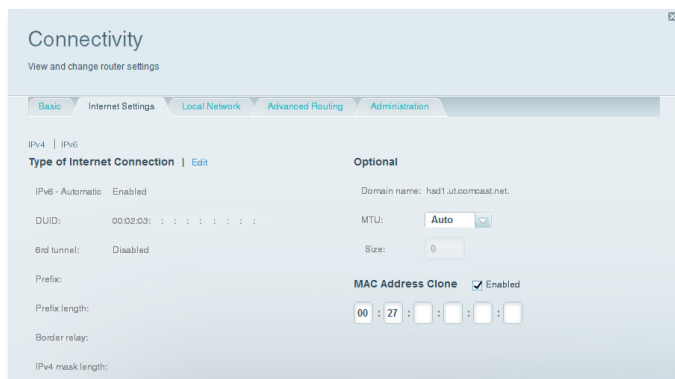 Connectivity
View and change router settings
Basic
Internet Settings
Local Network
Advanced Routing
Administration
IPv4 | IPv6
Type of Internet Connection | Edit
IPv6 - Automatic Enabled
DUID: 00:02:03: : : : : : : :
6rd tunnel: Disabled
Prefix:
Prefix length:
Border relay:
IPv4 mask length:
Optional
Domain name: hsd1.ut.comcast.net.
MTU: Auto
Size: 0
MAC Address Clone Enabled
00 : 27 : : : :